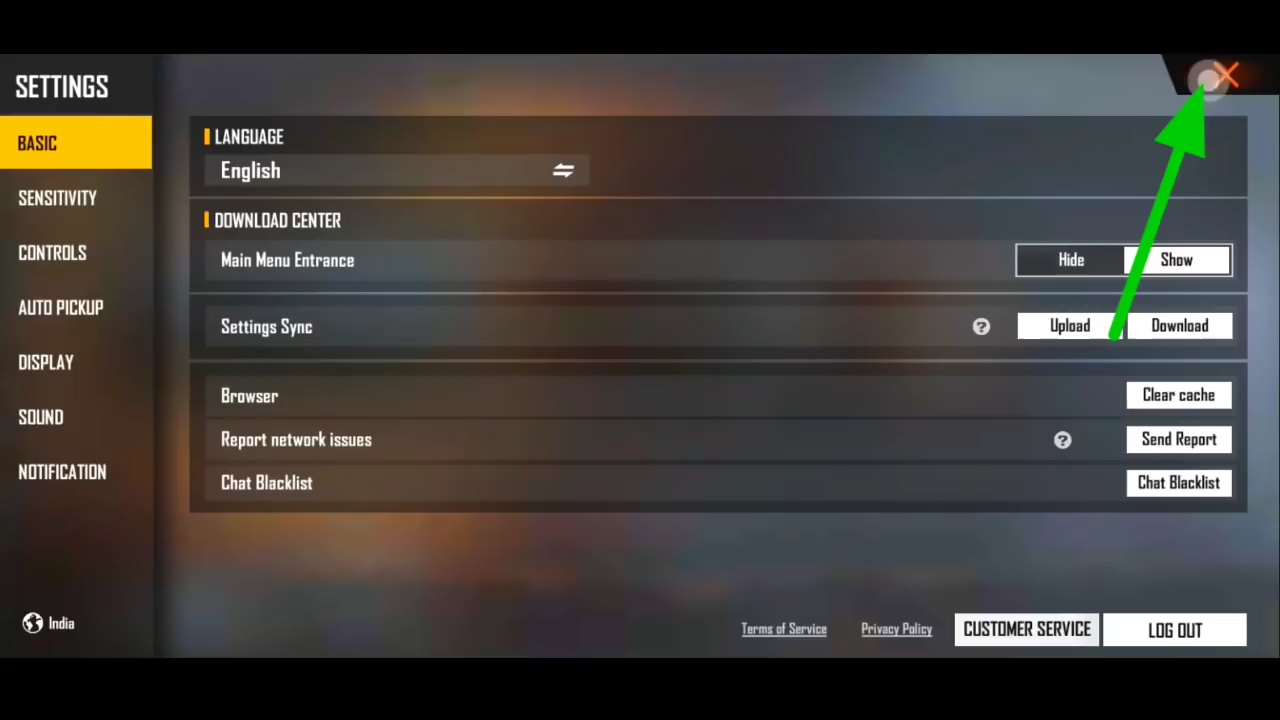 SETTINGS
BASIC
SENSITIVITY
CONTROLS
AUTO PICKUP
DISPLAY
SOUND
NOTIFICATION
India
LANGUAGE
English
DOWNLOAD CENTER
Main Menu Entrance Hide Show
Settings Sync ? Upload Download
Browser Clear cache
Report network issues ? Send Report
Chat Blacklist Chat Blacklist
Terms of Service Privacy Policy CUSTOMER SERVICE LOG OUT